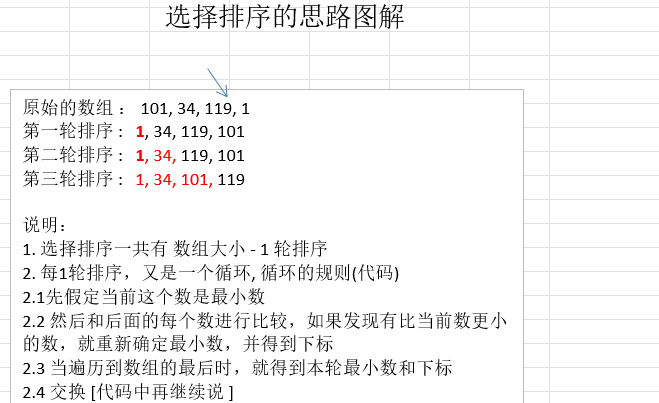 选择排序的思路图解
原始的数组 ： 101, 34, 119, 1
第一轮排序 :  1, 34, 119, 101
第二轮排序 :  1, 34, 119, 101
第三轮排序 :  1, 34, 101, 119
说明:
1. 选择排序一共有 数组大小 - 1 轮排序
2. 每1轮排序，又是一个循环, 循环的规则(代码)
2.1先假定当前这个数是最小数
2.2 然后和后面的每个数进行比较，如果发现有比当前数更小
的数，就重新确定最小数，并得到下标
2.3 当遍历到数组的最后时，就得到本轮最小数和下标
2.4 交换 [代码中再继续说 ]